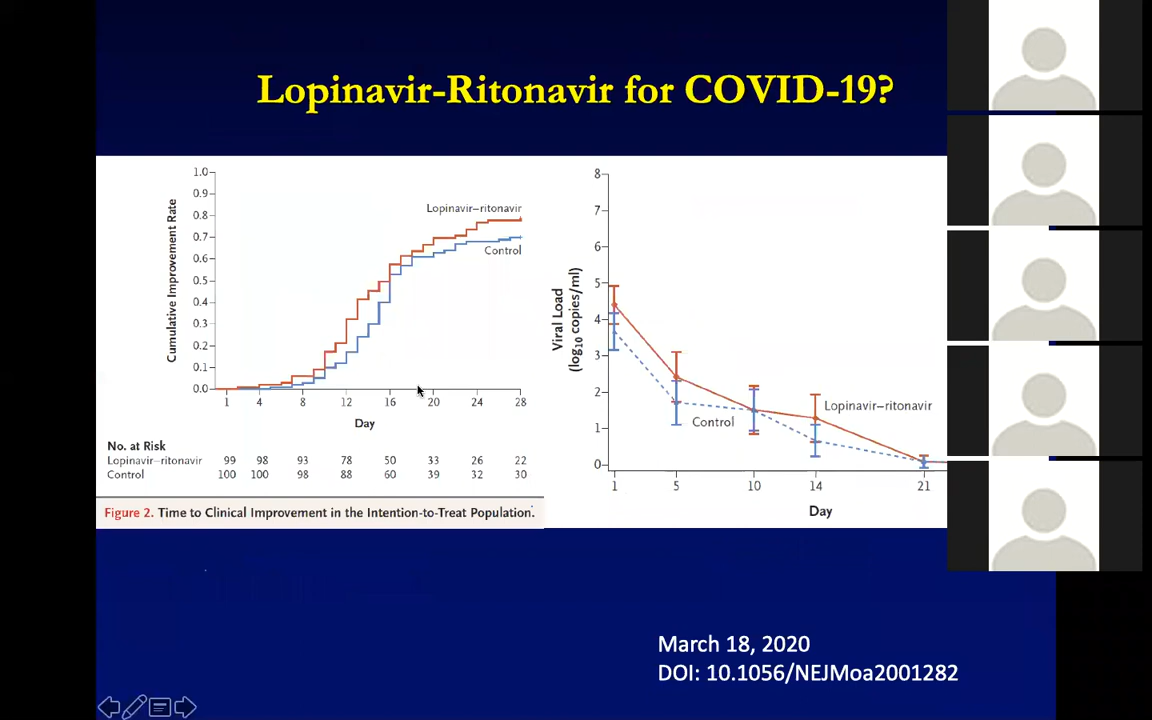 Lopinavir-Ritonavir for COVID-19?
Cumulative Improvement Rate
1.0
0.9
0.8
0.7
0.6
0.5
0.4
0.3
0.2
0.1
0.0
Lopinavir–ritonavir
Control
1 4 8 12 16 20 24 28
Day
No. at Risk
Lopinavir–ritonavir 99 98 93 78 50 33 26 22
Control 100 100 98 88 60 39 32 30
Figure 2. Time to Clinical Improvement in the Intention-to-Treat Population.
Viral Load
(log10 copies/ml)
8
7
6
5
4
3
2
1
0
Lopinavir–ritonavir
Control
1 5 10 14 21
Day
March 18, 2020
DOI: 10.1056/NEJMoa2001282